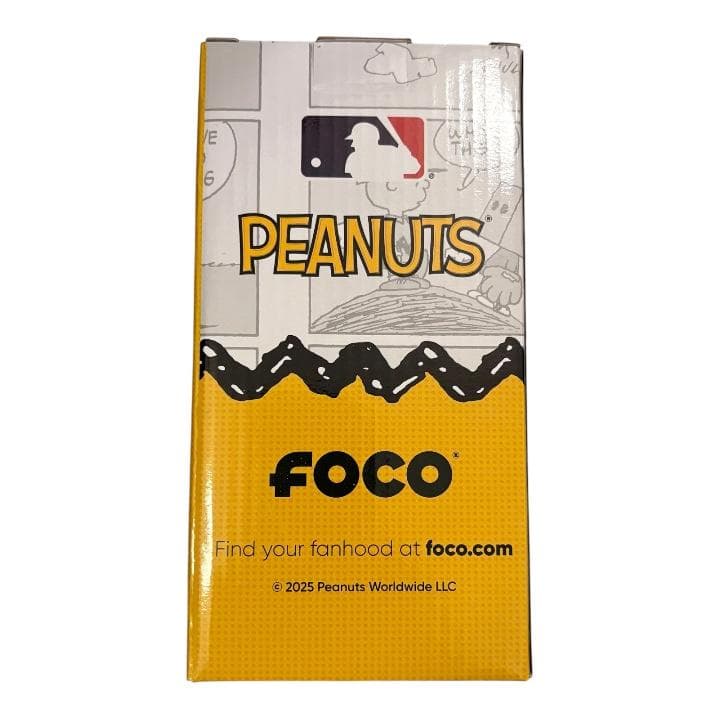 PEANUTS®
FOCO®
Find your fanhood at foco.com
© 2025 Peanuts Worldwide LLC